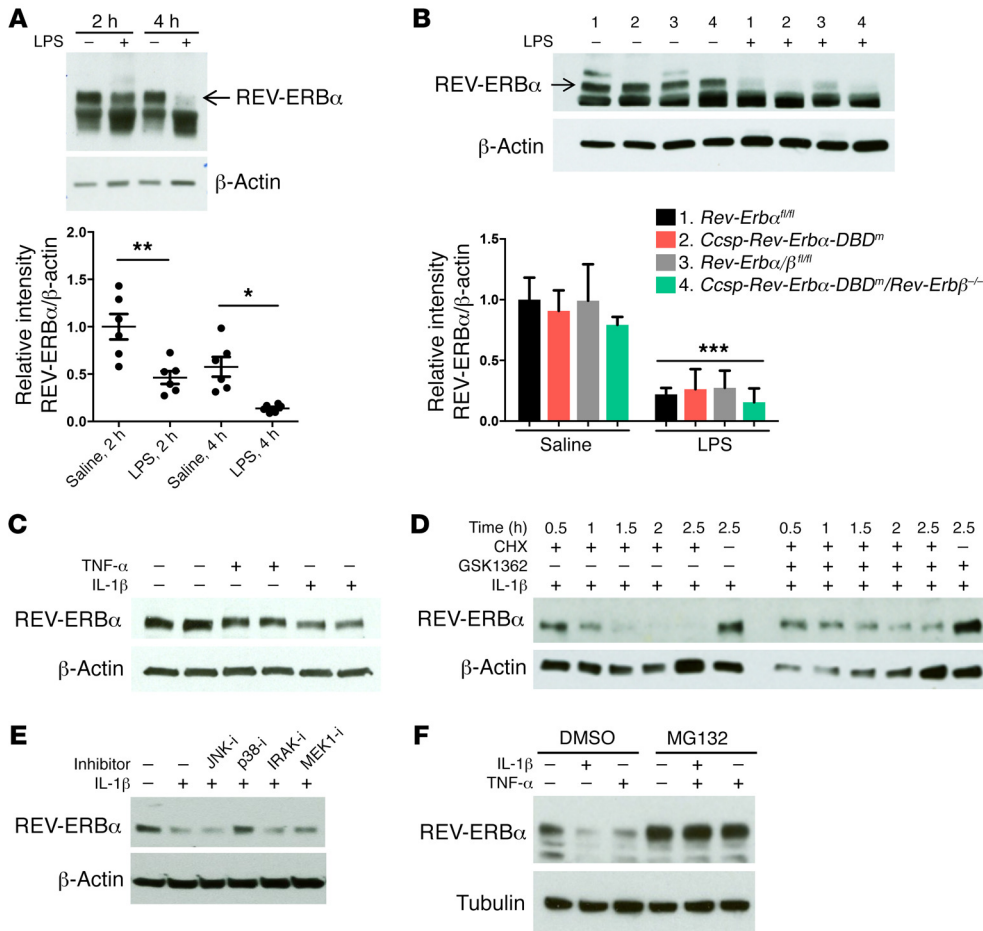 A
2 h 4 h
LPS – + – +
REV-ERBα
β-Actin
Relative intensity
REV-ERBα/β-actin
2.0
1.5
1.0
0.5
0.0
**
*
Saline, 2 h
LPS, 2 h
Saline, 4 h
LPS, 4 h
B
1 2 3 4 1 2 3 4
LPS – – – – + + + +
REV-ERBα
β-Actin
1. Rev-Erbα^fl/fl
2. Ccsp-Rev-Erbα-DBD^m
3. Rev-Erbα/β^fl/fl
4. Ccsp-Rev-Erbα-DBD^m/Rev-Erbβ^–/–
Relative intensity
REV-ERBα/β-actin
1.5
1.0
0.5
0.0
***
Saline LPS
C
TNF-α – – + + – –
IL-1β – – – – + +
REV-ERBα
β-Actin
D
Time (h) 0.5 1 1.5 2 2.5 2.5 0.5 1 1.5 2 2.5 2.5
CHX + + + + + – + + + + + –
GSK1362 + + + + + +
IL-1β + + + + + + + + + + + +
REV-ERBα
β-Actin
E
Inhibitor – – JNK-i p38-i IRAK-i MEK1-i
IL-1β – + + + + +
REV-ERBα
β-Actin
F
DMSO MG132
IL-1β – + – – + –
TNF-α – – + – + +
REV-ERBα
Tubulin